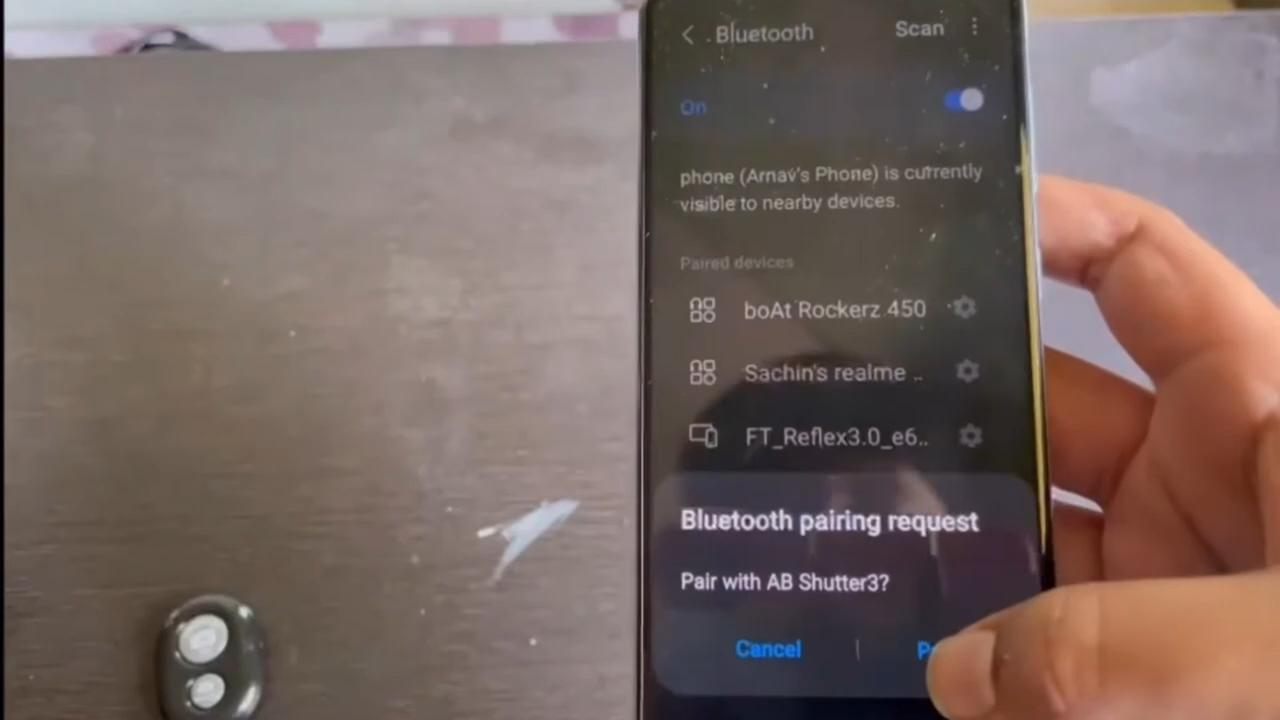 Bluetooth
Scan
On
phone (Arnav's Phone) is currently
visible to nearby devices.
Paired devices
boAt Rockerz 450
Sachin's realme ..
FT_Reflex3.0_e6..
Bluetooth pairing request
Pair with AB Shutter3?
Cancel